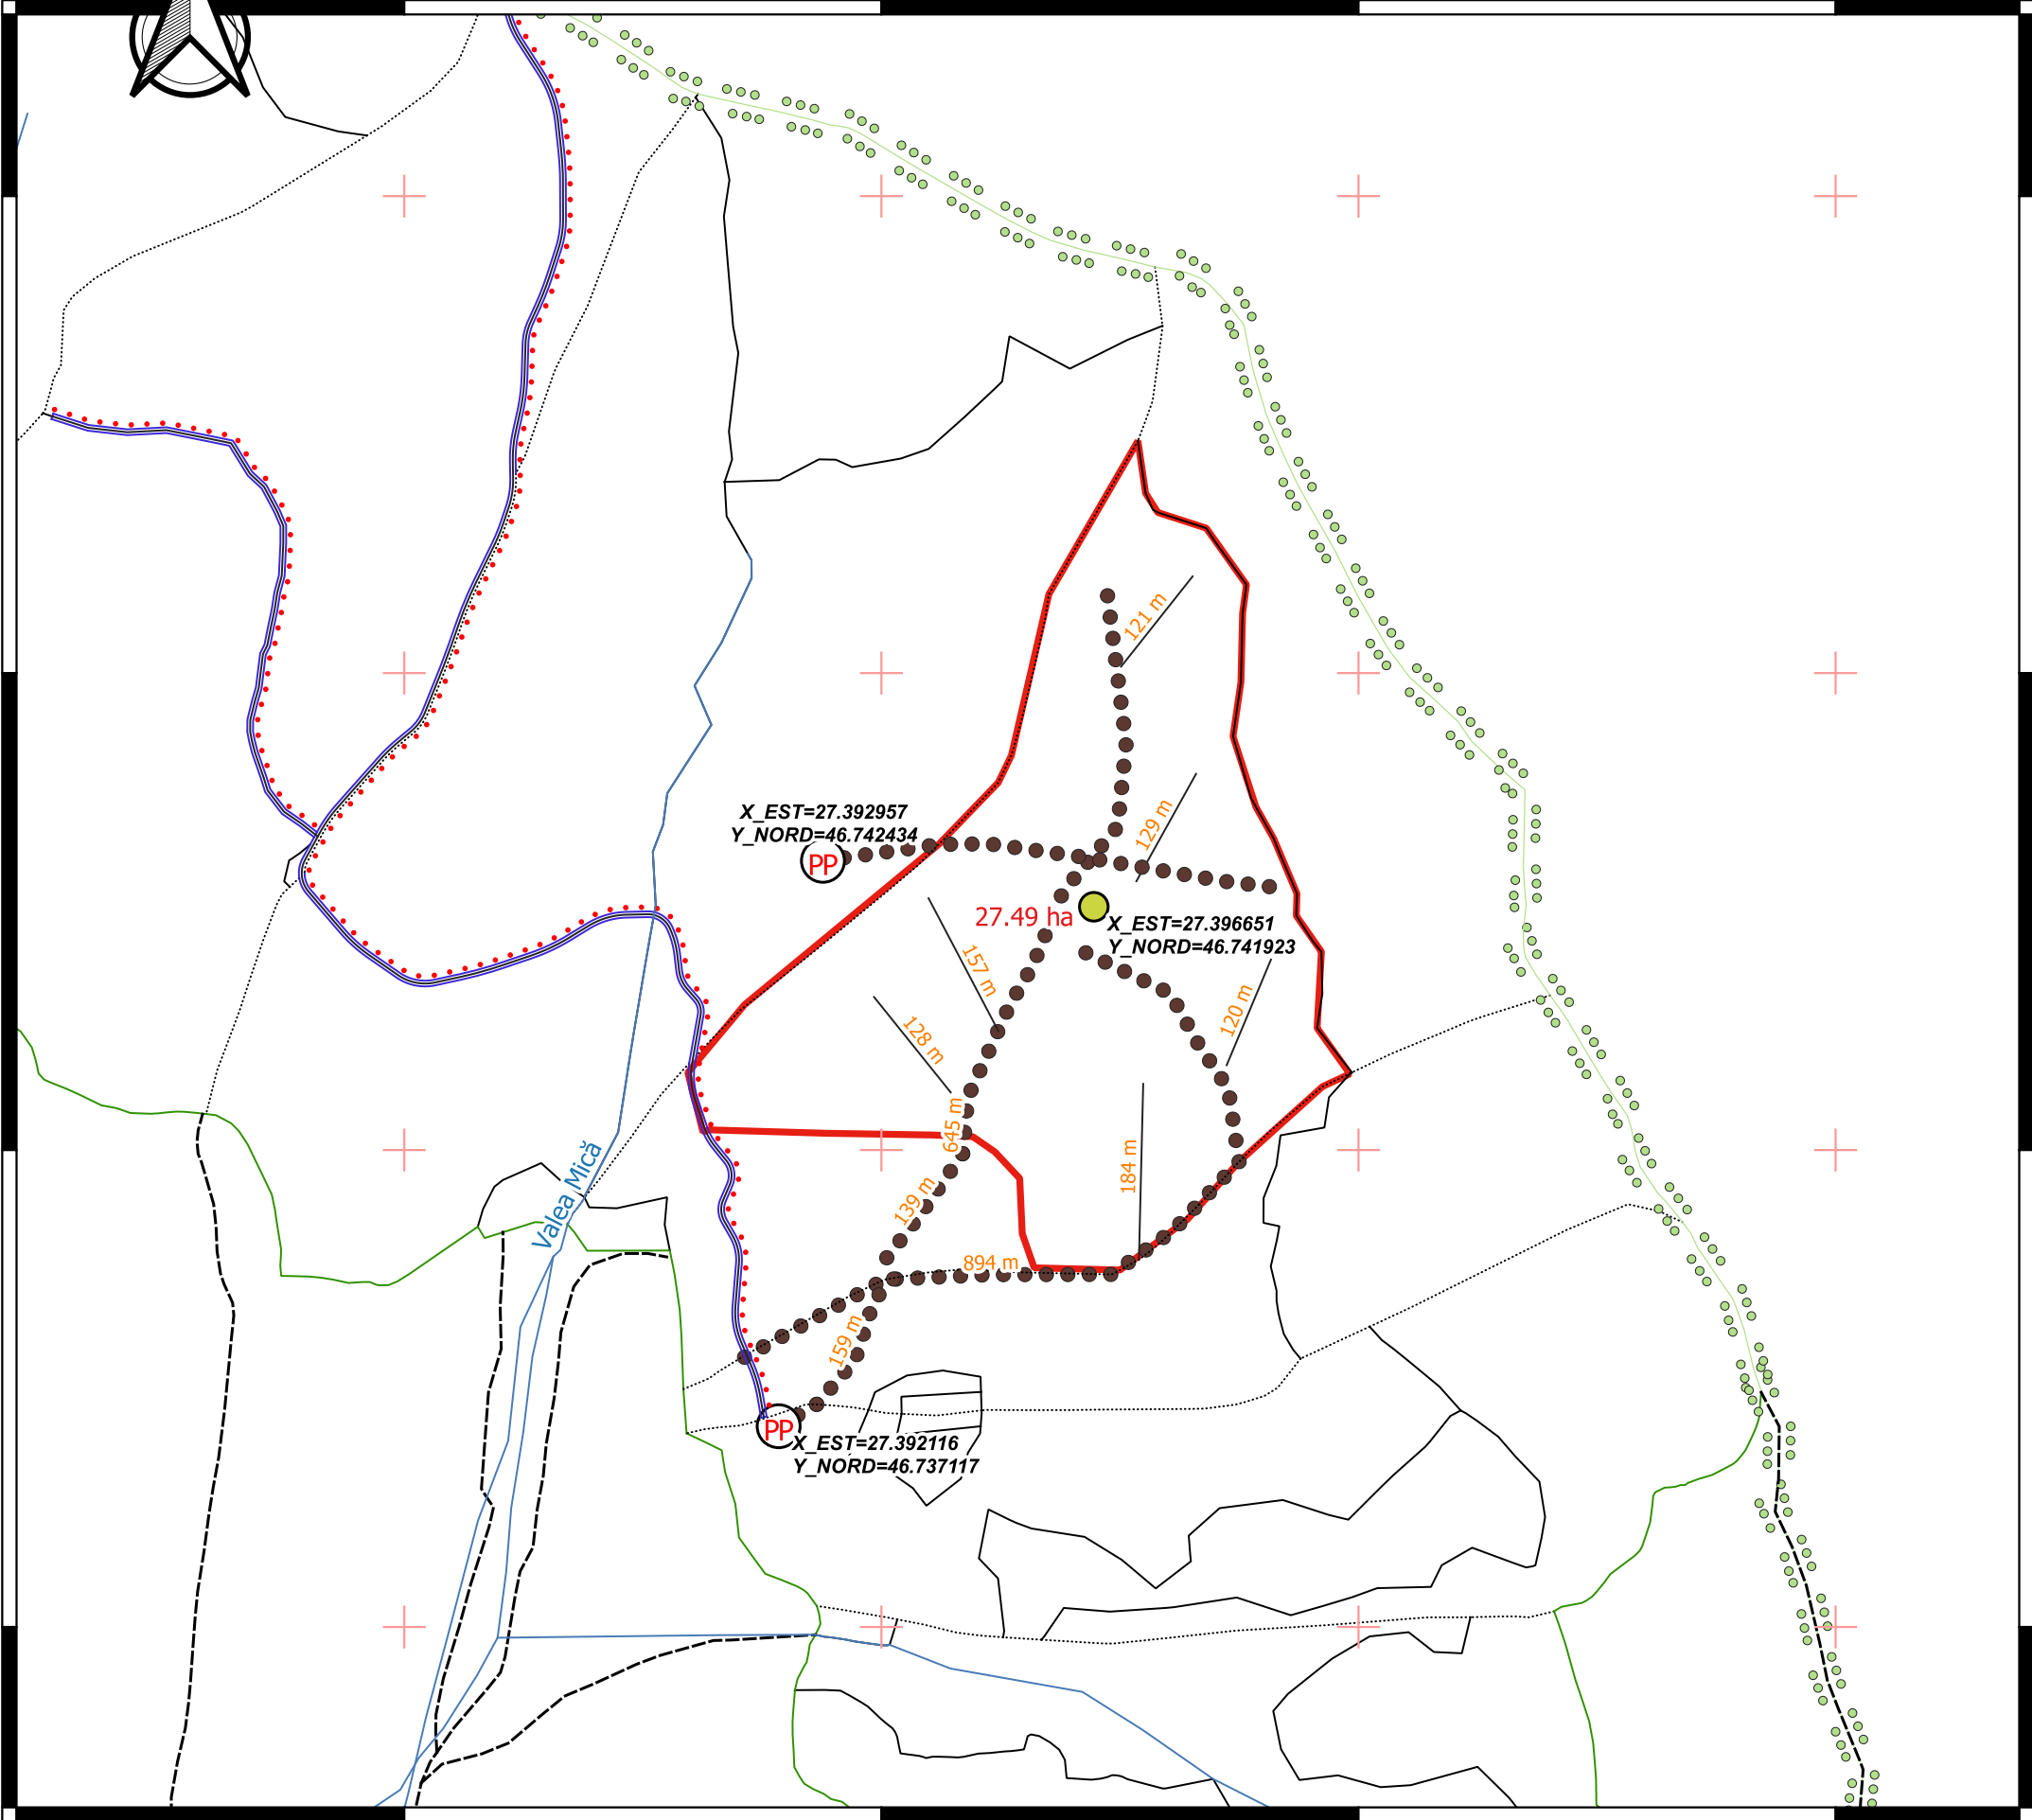 121 m
X_EST=27.392957
Y_NORD=46.742434
129 m
PP
27.49 ha
X_EST=27.396651
Y_NORD=46.741923
157 m
120 m
128 m
645 m
184 m
Valea Mică
139 m
894 m
159 m
PP
X_EST=27.392116
Y_NORD=46.737117